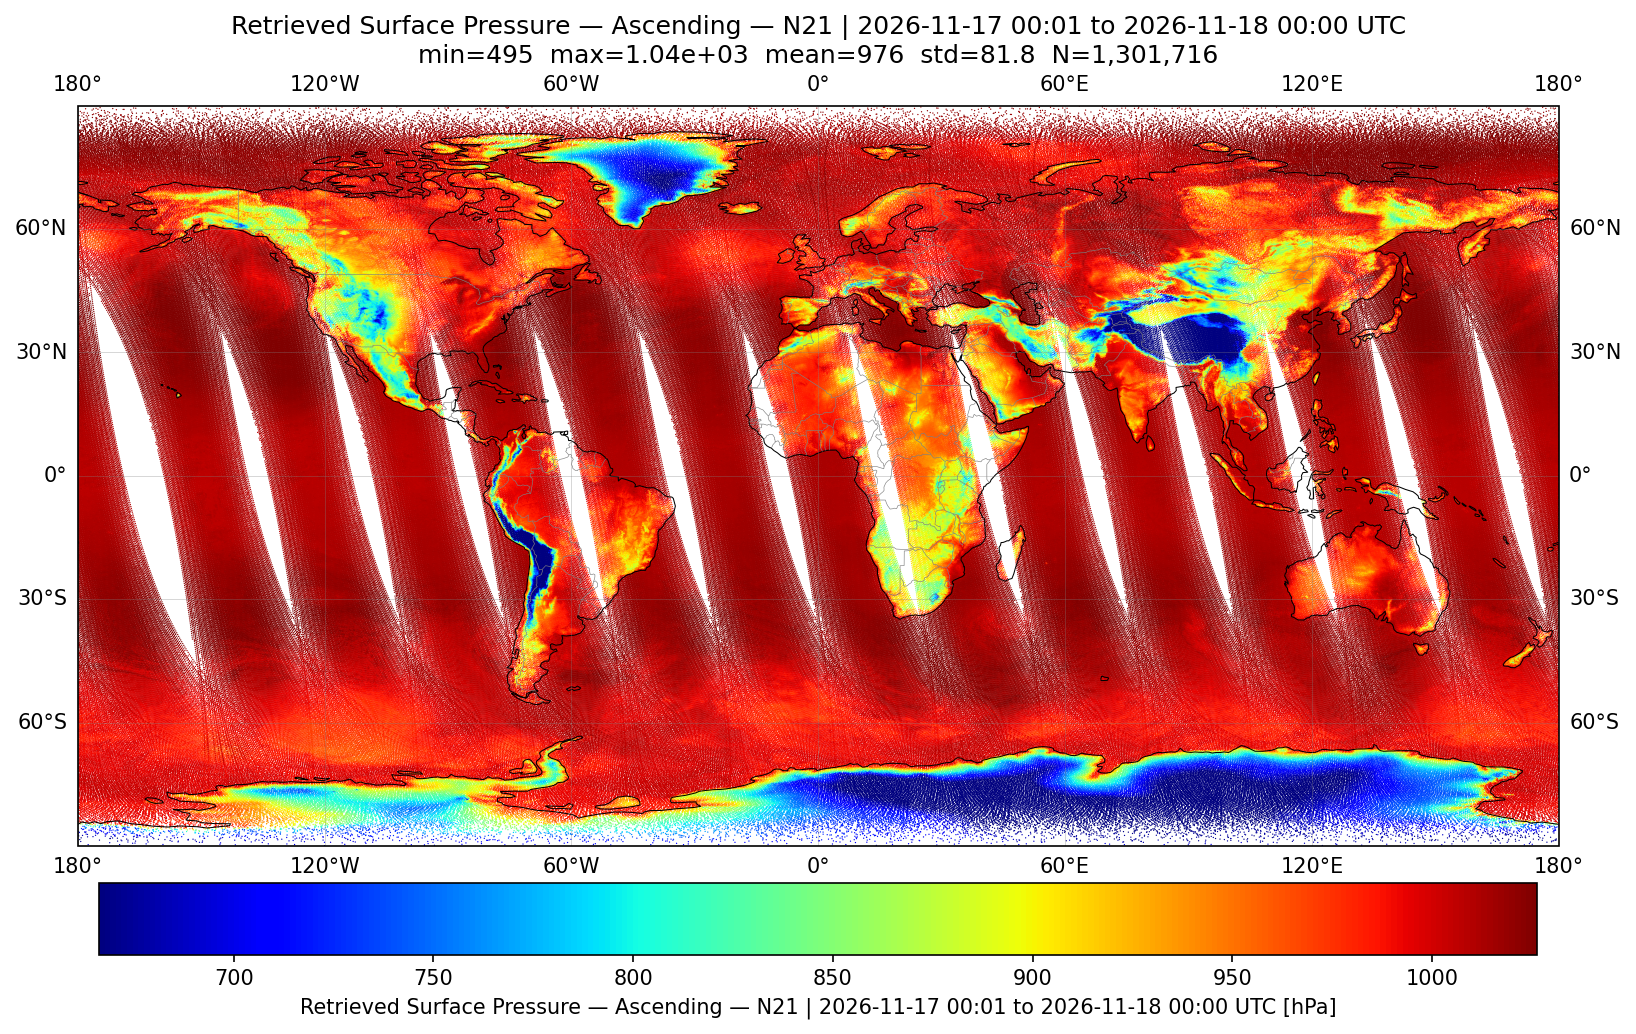 Retrieved Surface Pressure — Ascending — N21 | 2026-11-17 00:01 to 2026-11-18 00:00 UTC
min=495 max=1.04e+03 mean=976 std=81.8 N=1,301,716
180° 120°W 60°W 0° 60°E 120°E 180°
60°N 60°N
30°N 30°N
0° 0°
30°S 30°S
60°S 60°S
180° 120°W 60°W 0° 60°E 120°E 180°
700 750 800 850 900 950 1000
Retrieved Surface Pressure — Ascending — N21 | 2026-11-17 00:01 to 2026-11-18 00:00 UTC [hPa]